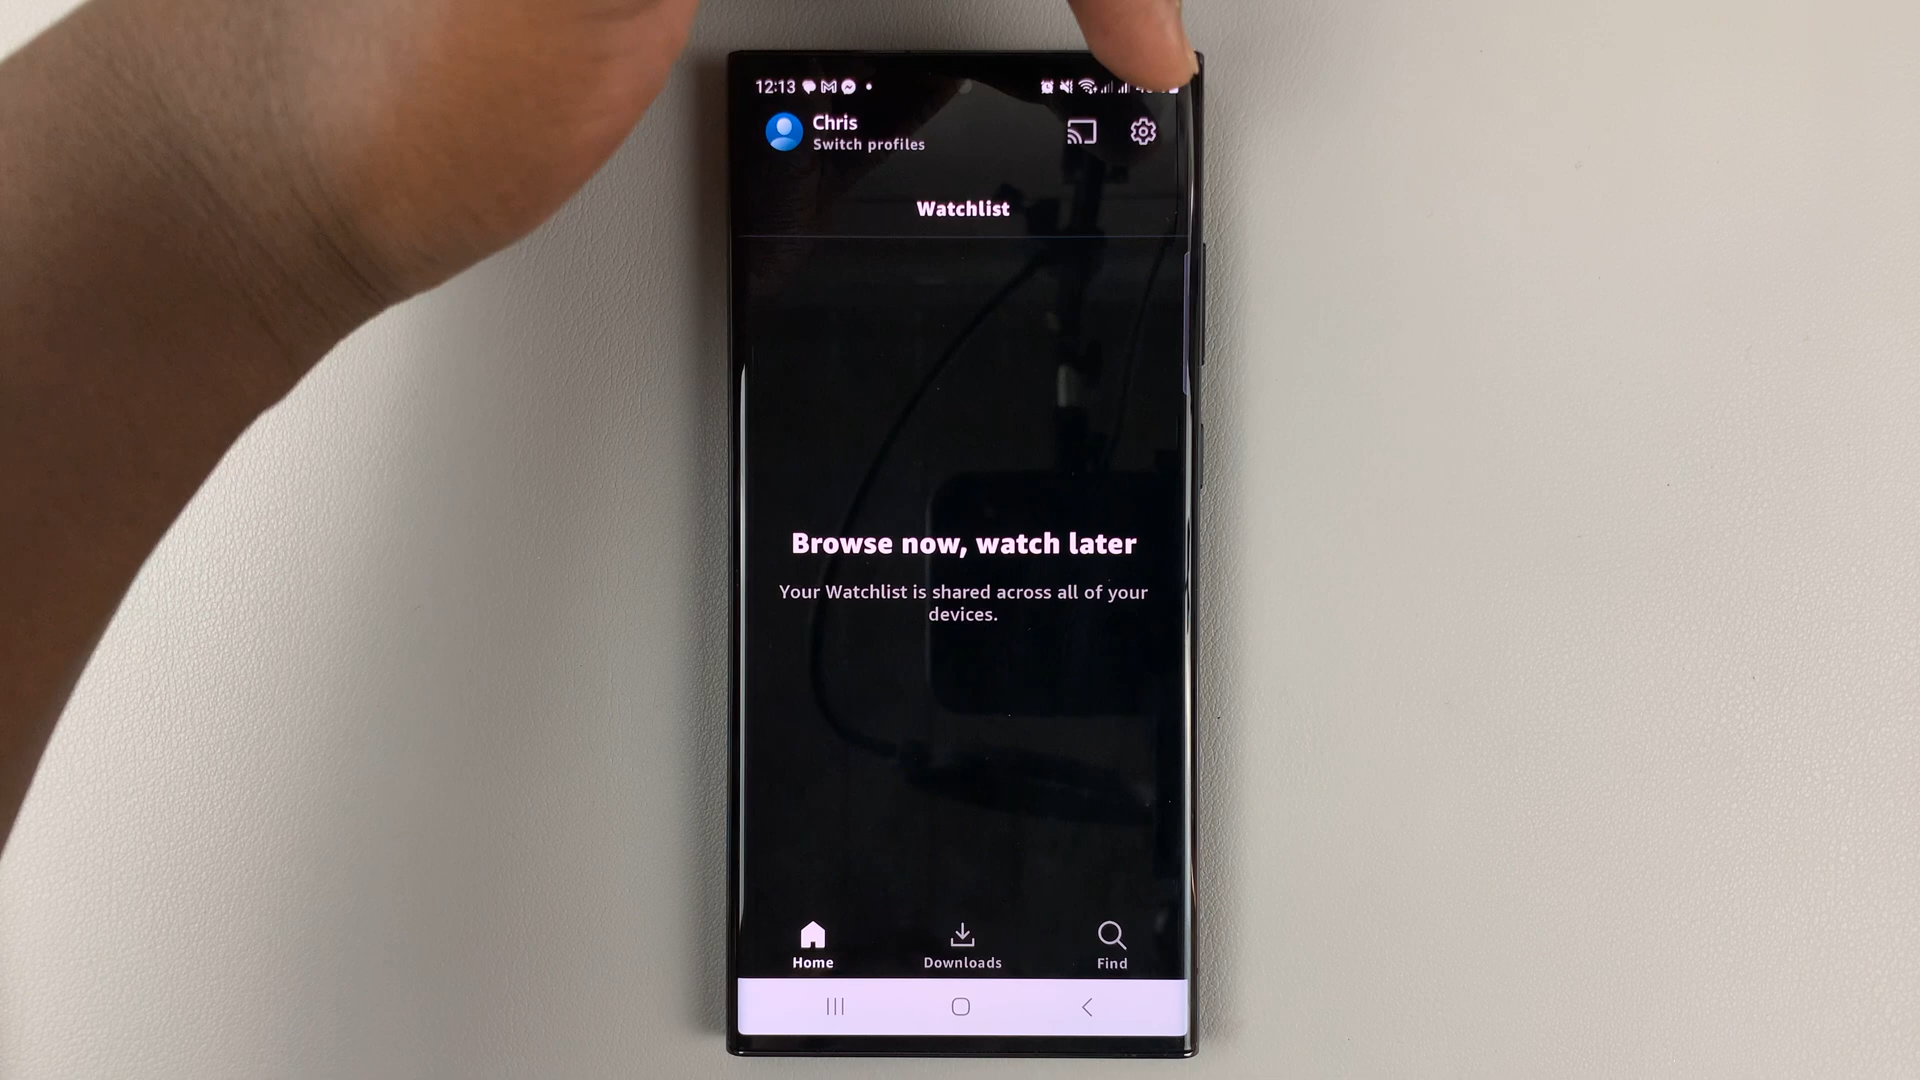 12:13
Chris
Switch profiles
Watchlist
Browse now, watch later
Your Watchlist is shared across all of your
devices.
Home
Downloads
Find